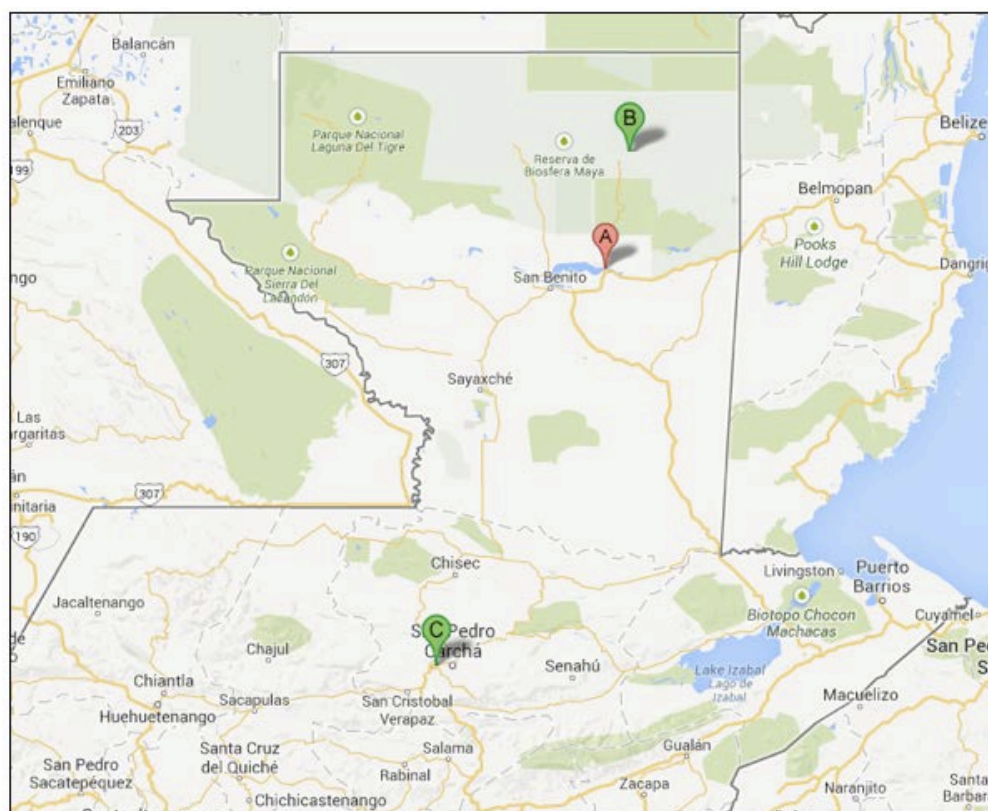 Balancán
Emiliano
Zapata
alenque
203
199
Parque Nacional
Laguna Del Tigre
B
Reserva de
Biosfera Maya
Belize
Belmopan
A
Pooks
Hill Lodge
Dangrig
ngo
Parque Nacional
Sierra Del
Lacandón
San Benito
307
Sayaxché
Las
argaritas
án
nitaria
307
190
Chisec
Livingston
Puerto
Barrios
Jacaltenango
Biotopo Chocon
Machacas
Cuyamel
C
Pedro
Carchá
de
Chajul
Senahú
Lake Izabal
Lago de
Izabal
San Pe
S
Chiantla
Huehuetenango
Sacapulas
San Cristobal
Verapaz
Macuelizo
San Pedro
Sacatepéquez
Santa Cruz
del Quiché
Salama
Rabinal
Gualán
Zacapa
Chichicastenango
Naranjito
Santa
Barbar